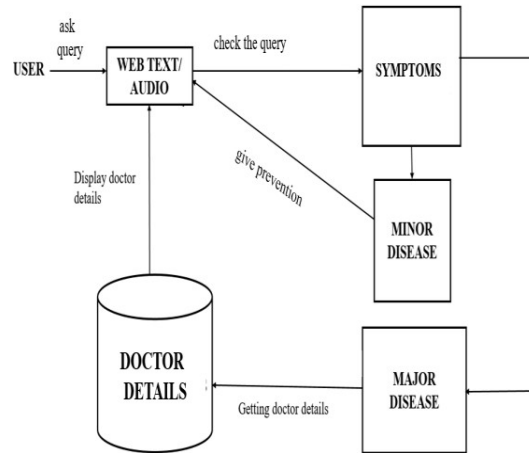 ask
query
USER
WEB TEXT/
AUDIO
check the query
SYMPTOMS
give prevention
Display doctor
details
MINOR
DISEASE
DOCTOR
DETAILS
Getting doctor details
MAJOR
DISEASE